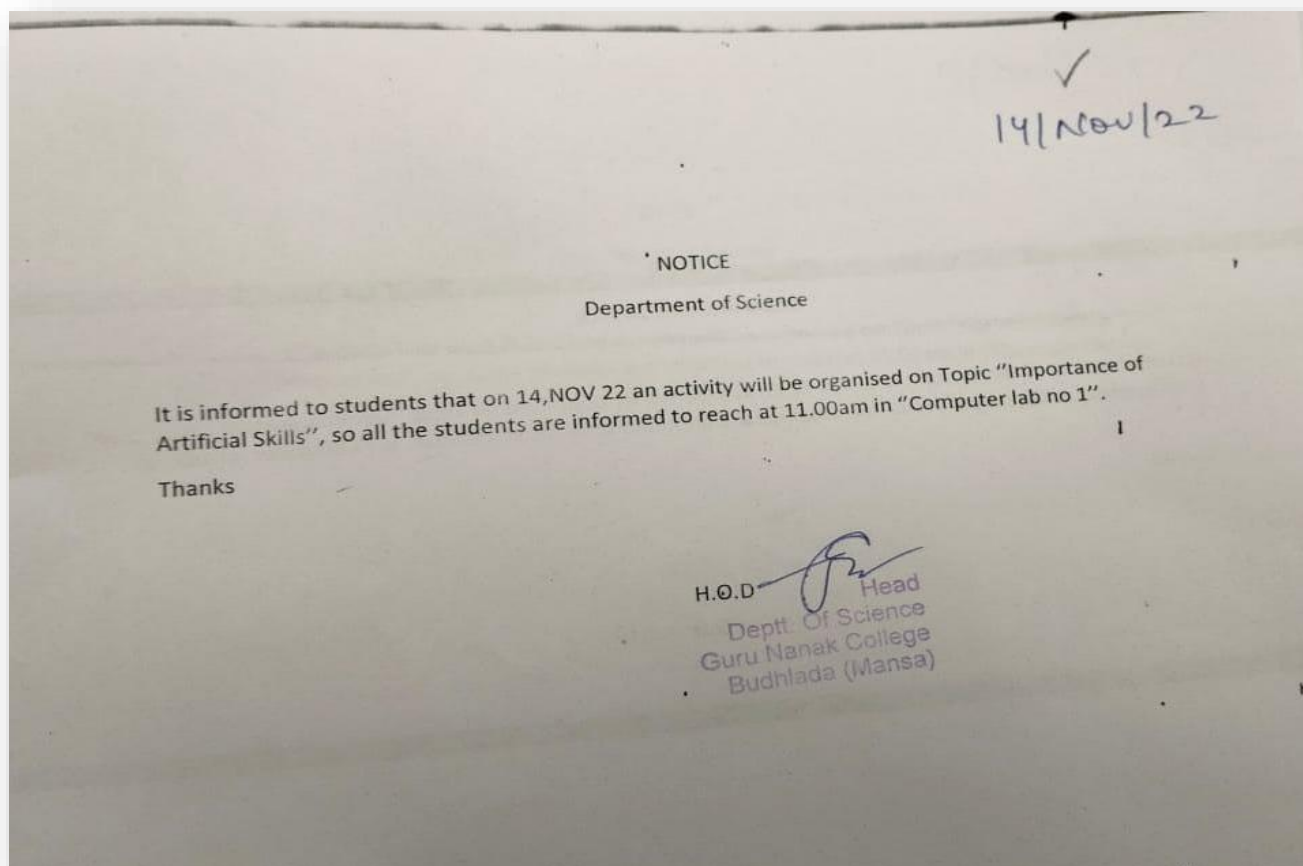 14/Nov/22
NOTICE
Department of Science
It is informed to students that on 14,NOV 22 an activity will be organised on Topic “Importance of
Artificial Skills’’, so all the students are informed to reach at 11.00am in “Computer lab no 1”.
Thanks
H.O.D
Head
Deptt. Of Science
Guru Nanak College
Budhlada (Mansa)